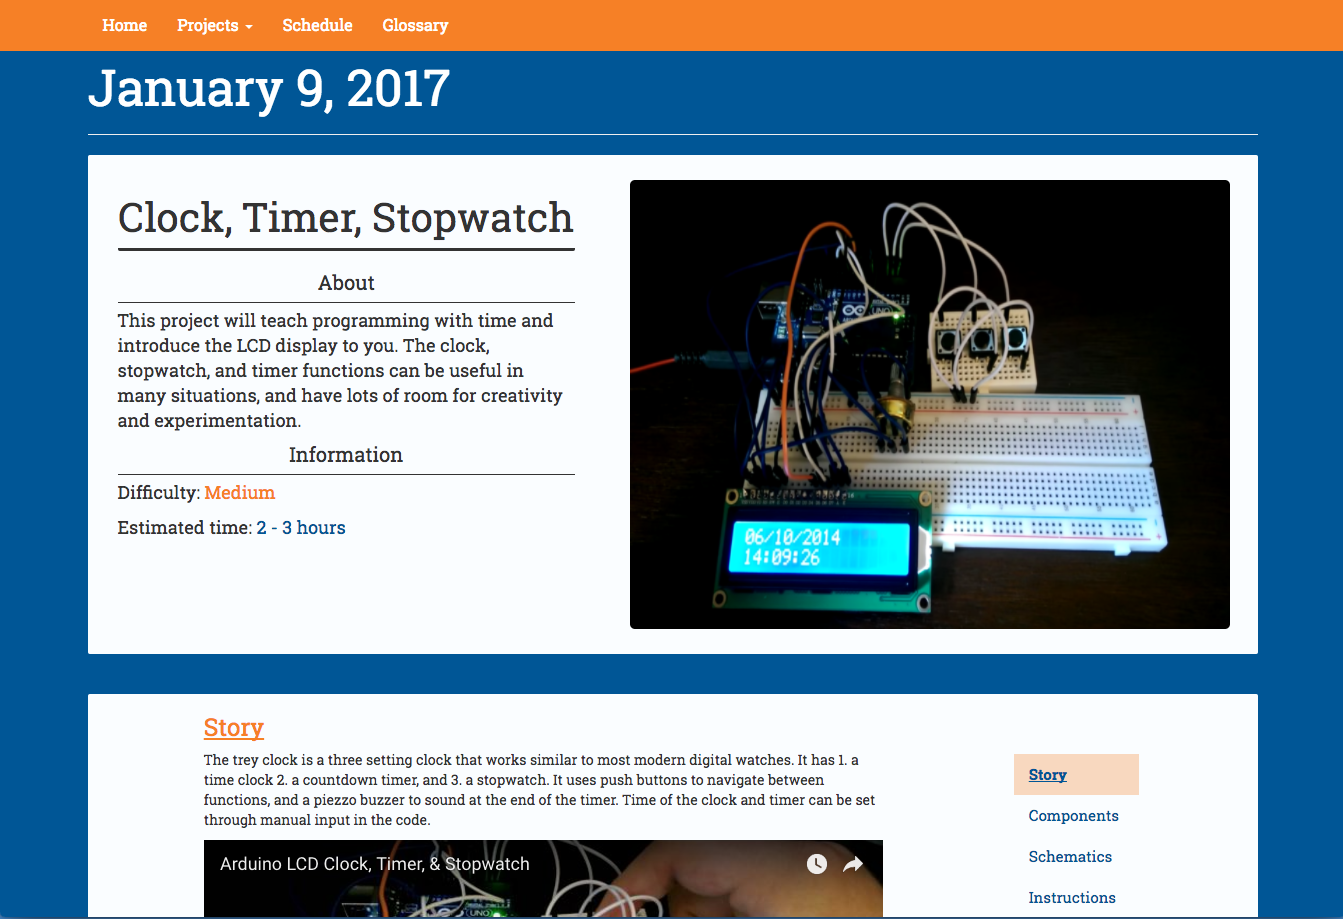 Home Projects Schedule Glossary
January 9, 2017
Clock, Timer, Stopwatch
About
This project will teach programming with time and
introduce the LCD display to you. The clock,
stopwatch, and timer functions can be useful in
many situations, and have lots of room for creativity
and experimentation.
Information
Difficulty: Medium
Estimated time: 2 - 3 hours
UNO
06/10/2014
14:09:26
Story
The trey clock is a three setting clock that works similar to most modern digital watches. It has 1. a
time clock 2. a countdown timer, and 3. a stopwatch. It uses push buttons to navigate between
functions, and a piezzo buzzer to sound at the end of the timer. Time of the clock and timer can be set
through manual input in the code.
Arduino LCD Clock, Timer, & Stopwatch
UNO
Story
Components
Schematics
Instructions